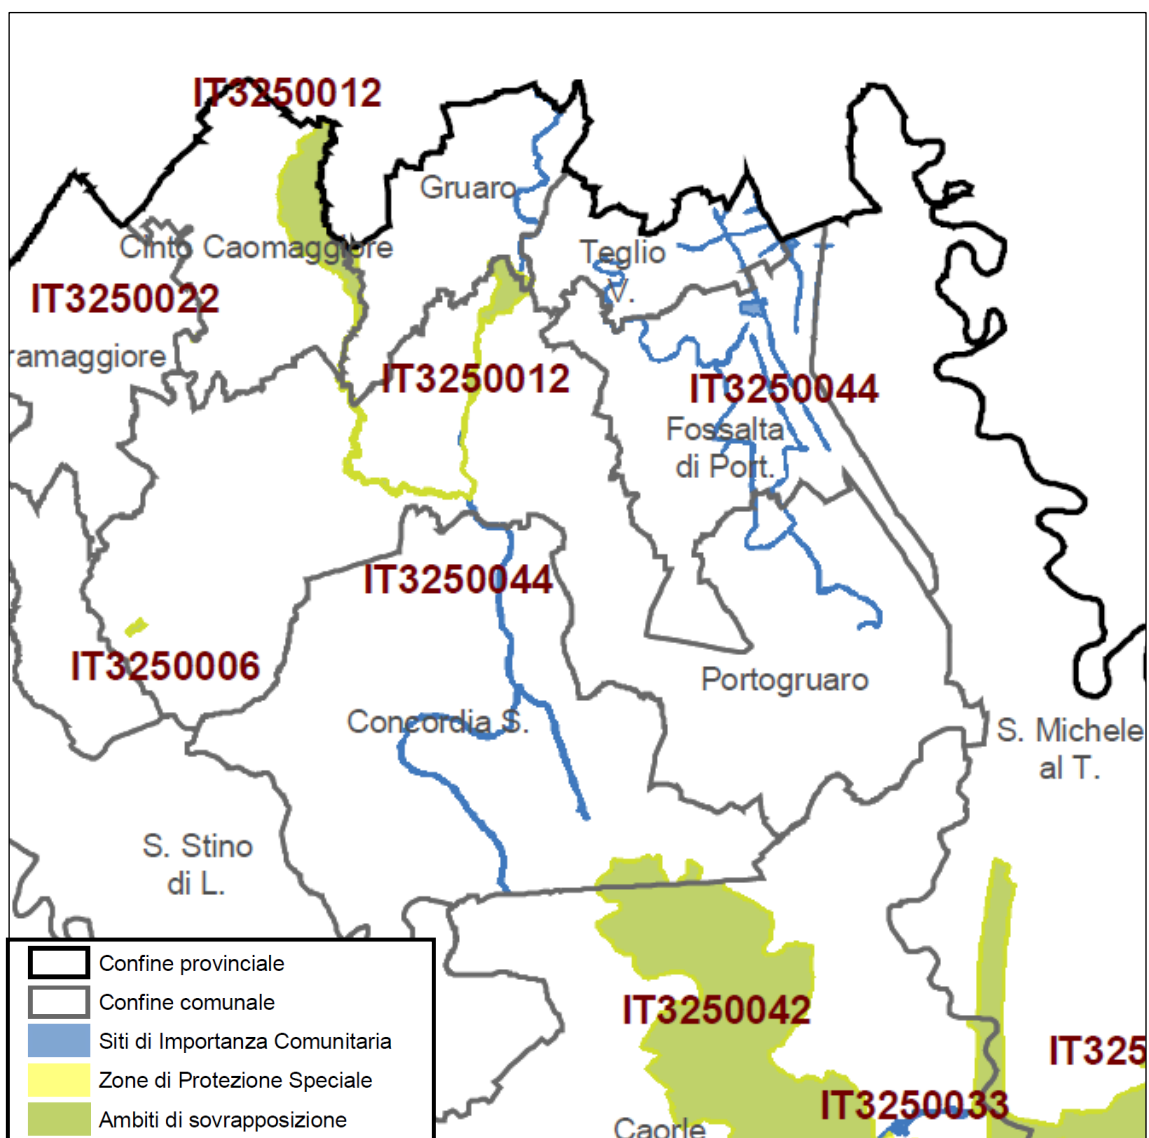 IT3250012
Gruaro
Cinto Caomaggiore
Teglio
V.
IT3250022
ramaggiore
IT3250012
IT3250044
Fossalta
di Port.
IT3250044
IT3250006
Portogruaro
Concordia S.
S. Michele
al T.
S. Stino
di L.
IT3250042
IT325
IT3250033
Caorle
Confine provinciale
Confine comunale
Siti di Importanza Comunitaria
Zone di Protezione Speciale
Ambiti di sovrapposizione